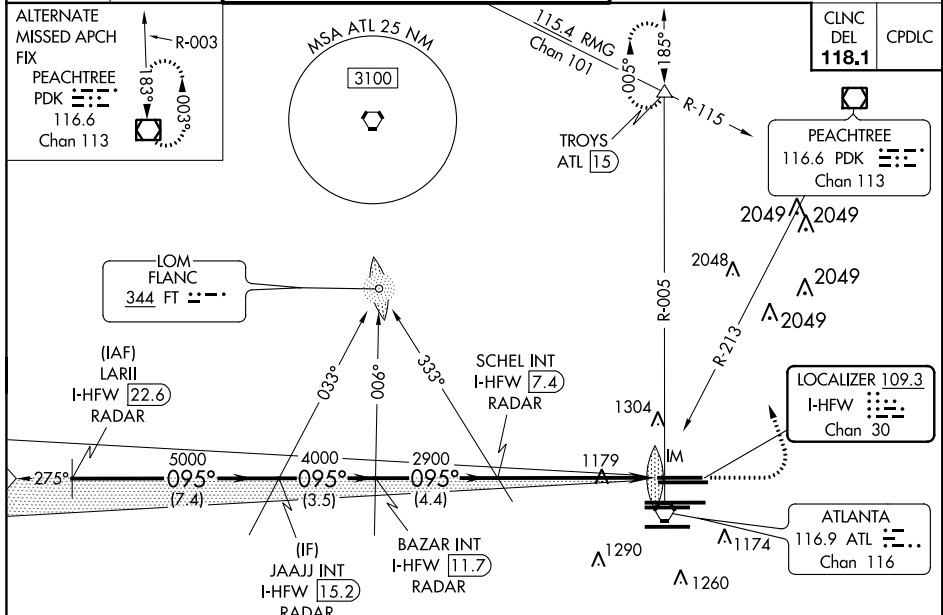 ALTERNATE
MISSED APCH
FIX
PEACHTREE
PDK
116.6
Chan 113
R-003
183°
003°
MSA ATL 25 NM
3100
115.4 RMG
Chan 101
005°
185°
R-115
TROYS
ATL 15
CLNC
DEL
118.1
CPDLC
PEACHTREE
116.6 PDK
Chan 113
2049
2049
2048
2049
2049
R-005
R-213
LOM
FLANC
344 FT
033°
006°
333°
(IAF)
LARII
I-HFW 22.6
RADAR
SCHEL INT
I-HFW 7.4
RADAR
LOCALIZER 109.3
I-HFW
Chan 30
1304
1179
IM
275°
5000
095°
(7.4)
4000
095°
(3.5)
2900
095°
(4.4)
(IF)
JAAJJ INT
I-HFW 15.2
RADAR
BAZAR INT
I-HFW 11.7
RADAR
1290
1260
1174
ATLANTA
116.9 ATL
Chan 116